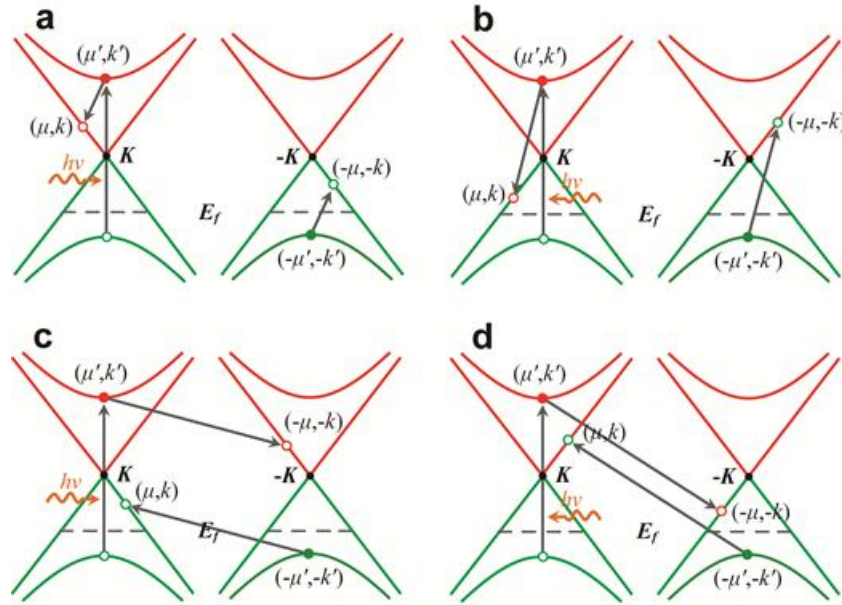 a
(μ',k')
(μ,k)
K
-K
(-μ,-k)
hν
E_f
(-μ',-k')
b
(μ',k')
(-μ,-k)
K
-K
(μ,k)
hν
E_f
(-μ',-k')
c
(μ',k')
(-μ,-k)
K
-K
(μ,k)
hν
E_f
(-μ',-k')
d
(μ',k')
(μ,k)
K
-K
hν
(-μ,-k)
E_f
(-μ',-k')